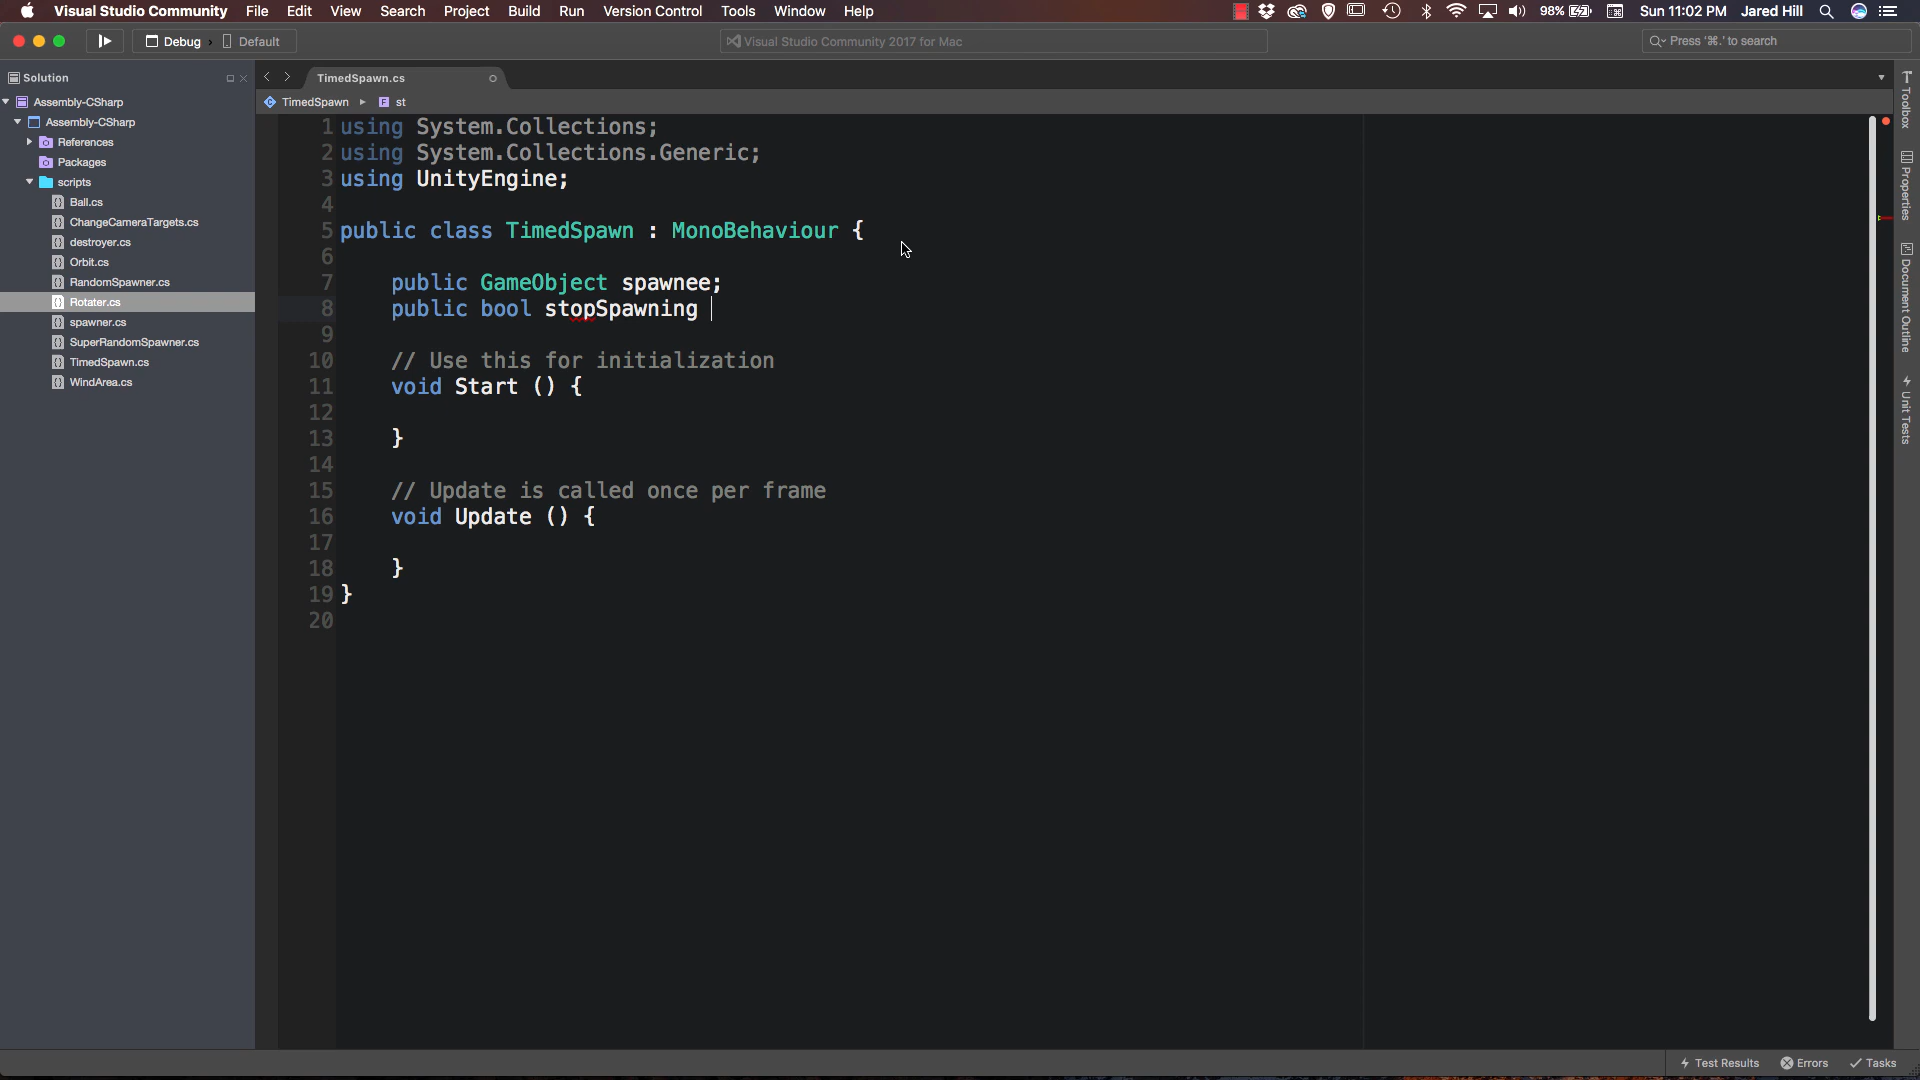 Visual Studio Community File Edit View Search Project Build Run Version Control Tools Window Help 98% Sun 11:02 PM Jared Hill
Debug › Default Visual Studio Community 2017 for Mac Press '⌘.' to search
Solution
TimedSpawn.cs
TimedSpawn ▸ F st
Assembly-CSharp
Assembly-CSharp
References
Packages
scripts
Ball.cs
ChangeCameraTargets.cs
destroyer.cs
Orbit.cs
RandomSpawner.cs
Rotater.cs
spawner.cs
SuperRandomSpawner.cs
TimedSpawn.cs
WindArea.cs
1 using System.Collections;
2 using System.Collections.Generic;
3 using UnityEngine;
4
5 public class TimedSpawn : MonoBehaviour {
6
7 public GameObject spawnee;
8 public bool stopSpawning
9
10 // Use this for initialization
11 void Start () {
12
13 }
14
15 // Update is called once per frame
16 void Update () {
17
18 }
19 }
20
Toolbox
Properties
Document Outline
Unit Tests
Test Results Errors Tasks